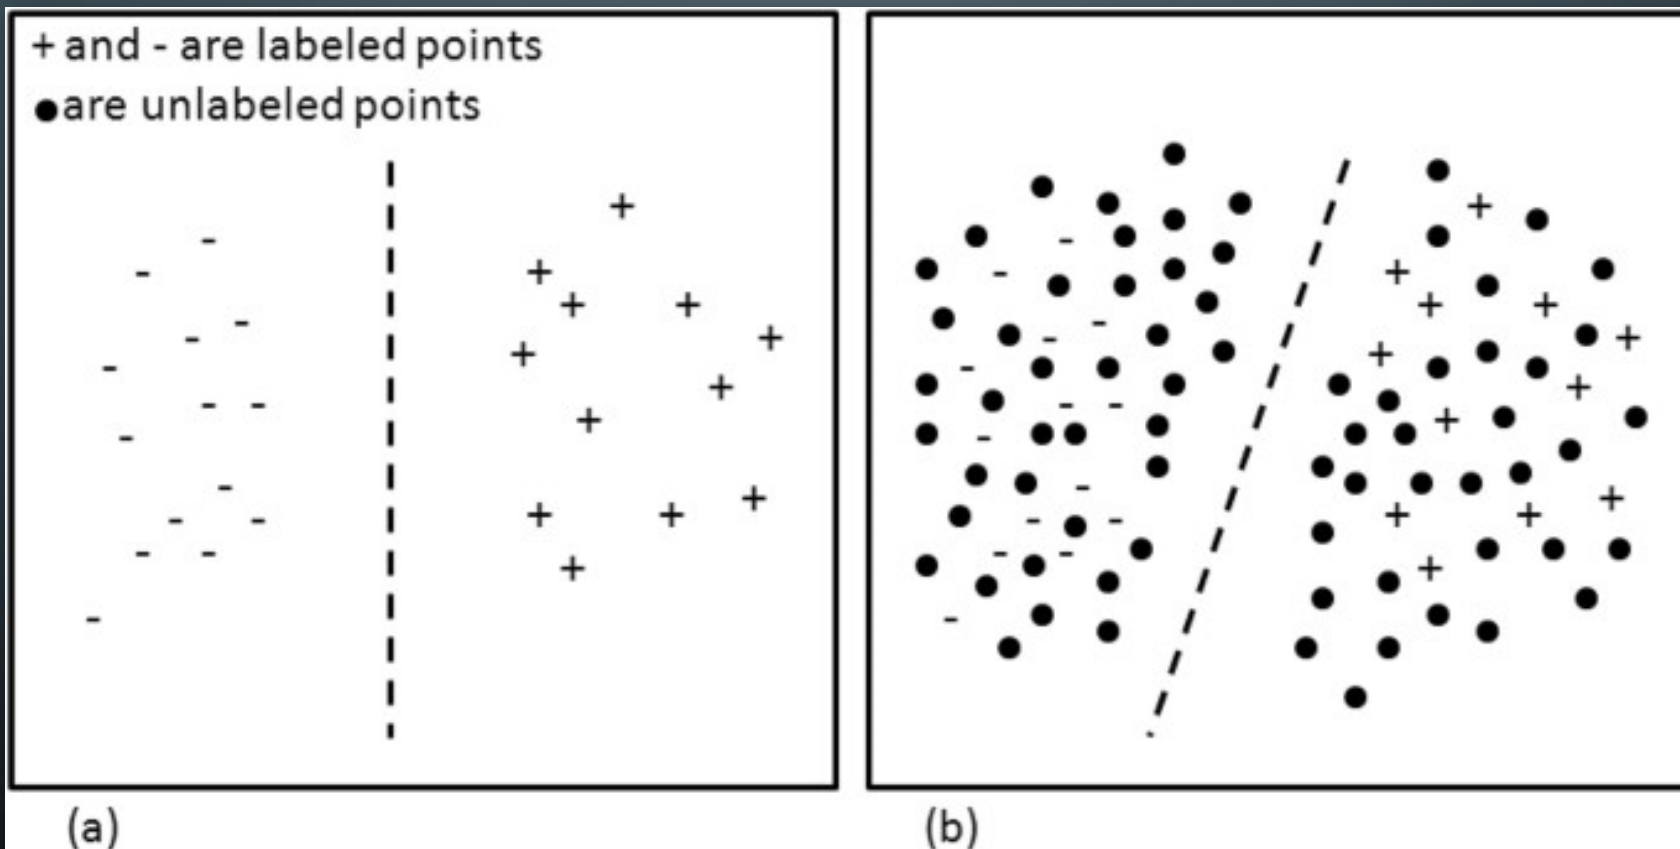 + and - are labeled points
● are unlabeled points
(a)
(b)